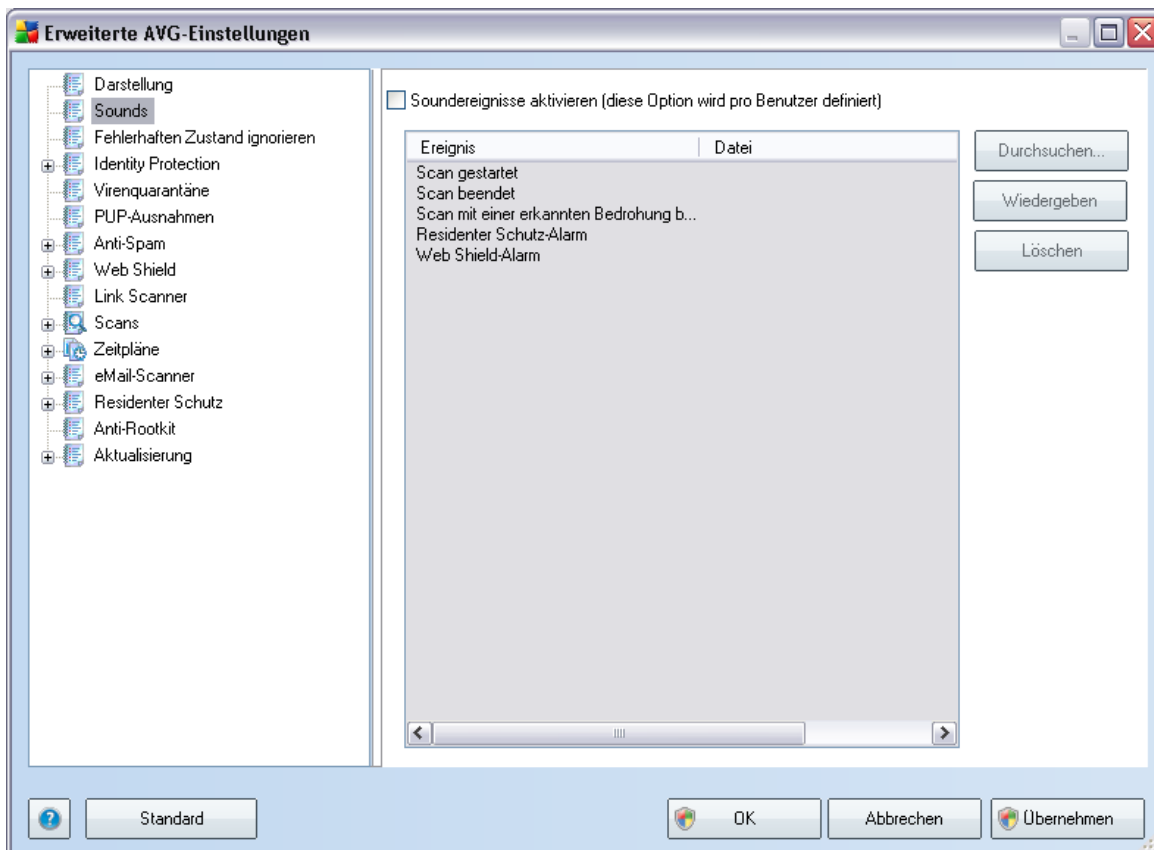 Erweiterte AVG-Einstellungen
Darstellung
Sounds
Fehlerhaften Zustand ignorieren
Identity Protection
Virenquarantäne
PUP-Ausnahmen
Anti-Spam
Web Shield
Link Scanner
Scans
Zeitpläne
eMail-Scanner
Residenter Schutz
Anti-Rootkit
Aktualisierung
Soundereignisse aktivieren (diese Option wird pro Benutzer definiert)
Ereignis Datei
Scan gestartet
Scan beendet
Scan mit einer erkannten Bedrohung b...
Residenter Schutz-Alarm
Web Shield-Alarm
Durchsuchen...
Wiedergeben
Löschen
Standard
OK
Abbrechen
Übernehmen